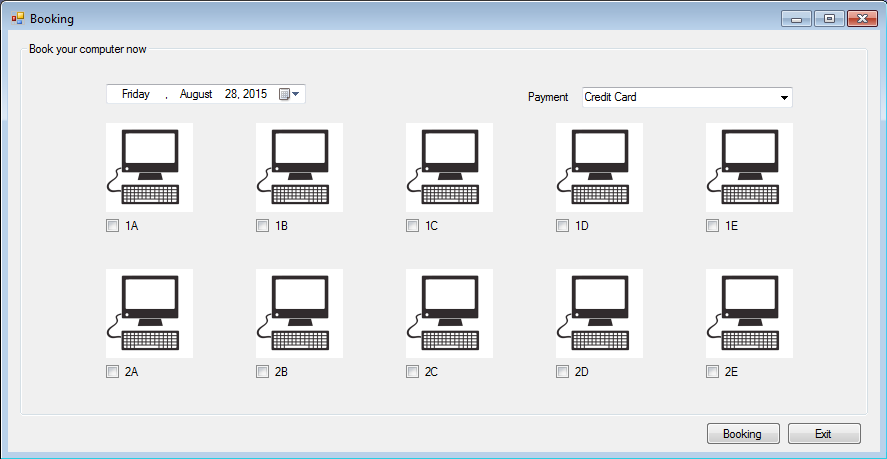 Booking
Book your computer now
Friday , August 28, 2015
Payment Credit Card
1A 1B 1C 1D 1E
2A 2B 2C 2D 2E
Booking Exit